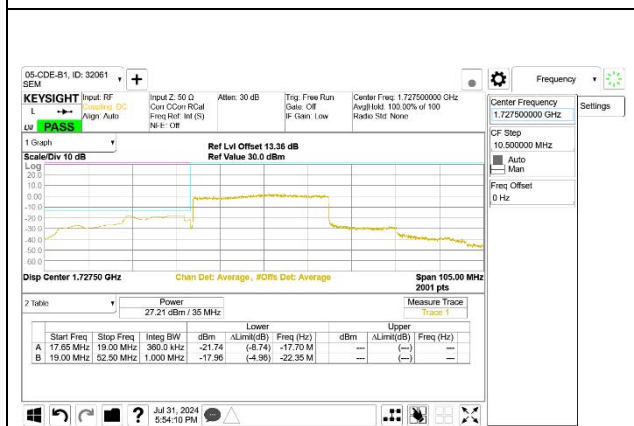 05-CDE-B1, ID: 32061
SEM
Frequency
KEYSIGHT Input: RF Input Z: 50 Ω Atten: 30 dB Trig: Free Run Center Freq: 1.727500000 GHz
L Coupling: DC Corr CCorr RCal Gate: Off Avg|Hold: 100.00% of 100
Align: Auto Freq Ref: Int (S) IF Gain: Low Radio Std: None
PASS NFE: Off
Center Frequency
1.727500000 GHz
Settings
CF Step
10.500000 MHz
Auto
Man
Freq Offset
0 Hz
1 Graph
Ref Lvl Offset 13.36 dB
Scale/Div 10 dB Ref Value 30.0 dBm
Log
20.0
10.0
0.00
-10.0
-20.0
-30.0
-40.0
-50.0
-60.0
Disp Center 1.72750 GHz Chan Det: Average , #Offs Det: Average Span 105.00 MHz
2001 pts
2 Table Power Measure Trace
27.21 dBm / 35 MHz Trace 1
Lower Upper
Start Freq Stop Freq Integ BW dBm ΔLimit(dB) Freq (Hz) dBm ΔLimit(dB) Freq (Hz)
A 17.65 MHz 19.00 MHz 360.0 kHz -21.74 (-8.74) -17.70 M --- (---) ---
B 19.00 MHz 52.50 MHz 1.000 MHz -17.96 (-4.96) -22.35 M --- (---) ---
Jul 31, 2024
5:54:10 PM